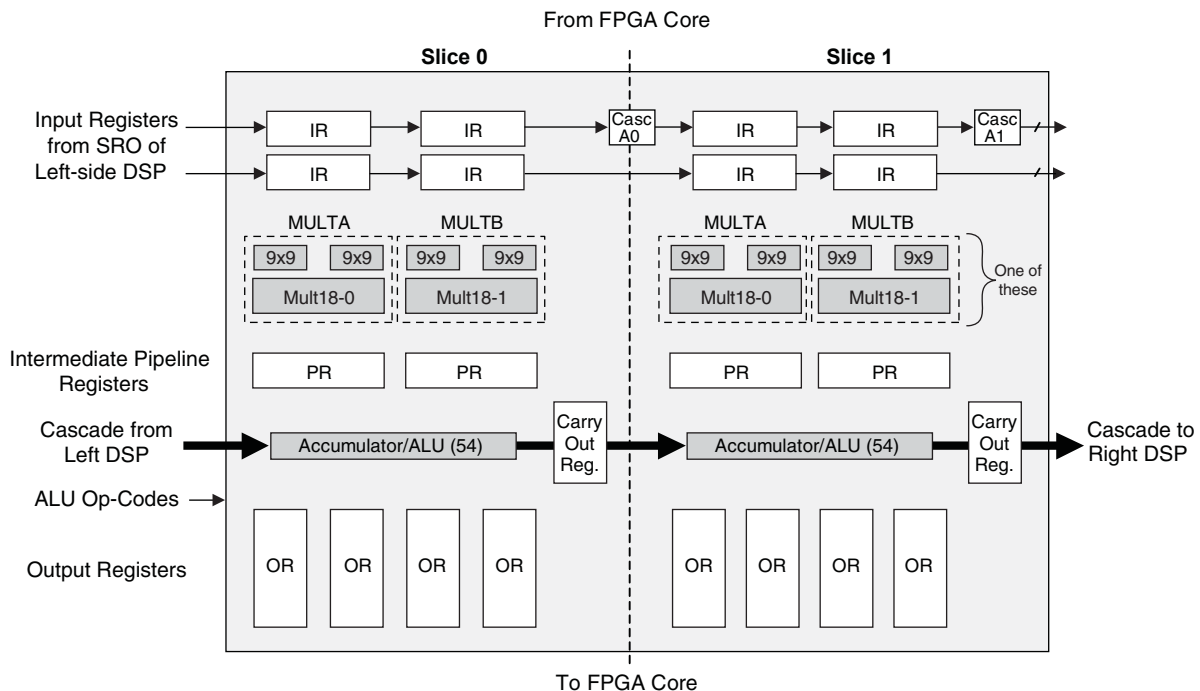 From FPGA Core
Slice 0
Slice 1
Input Registers
from SRO of
Left-side DSP
IR
IR
Casc
A0
IR
IR
Casc
A1
IR
IR
IR
IR
MULTA
MULTB
MULTA
MULTB
9x9
9x9
9x9
9x9
9x9
9x9
9x9
9x9
Mult18-0
Mult18-1
Mult18-0
Mult18-1
One of
these
Intermediate Pipeline
Registers
PR
PR
PR
PR
Cascade from
Left DSP
Accumulator/ALU (54)
Carry
Out
Reg.
Accumulator/ALU (54)
Carry
Out
Reg.
Cascade to
Right DSP
ALU Op-Codes
Output Registers
OR
OR
OR
OR
OR
OR
OR
OR
To FPGA Core